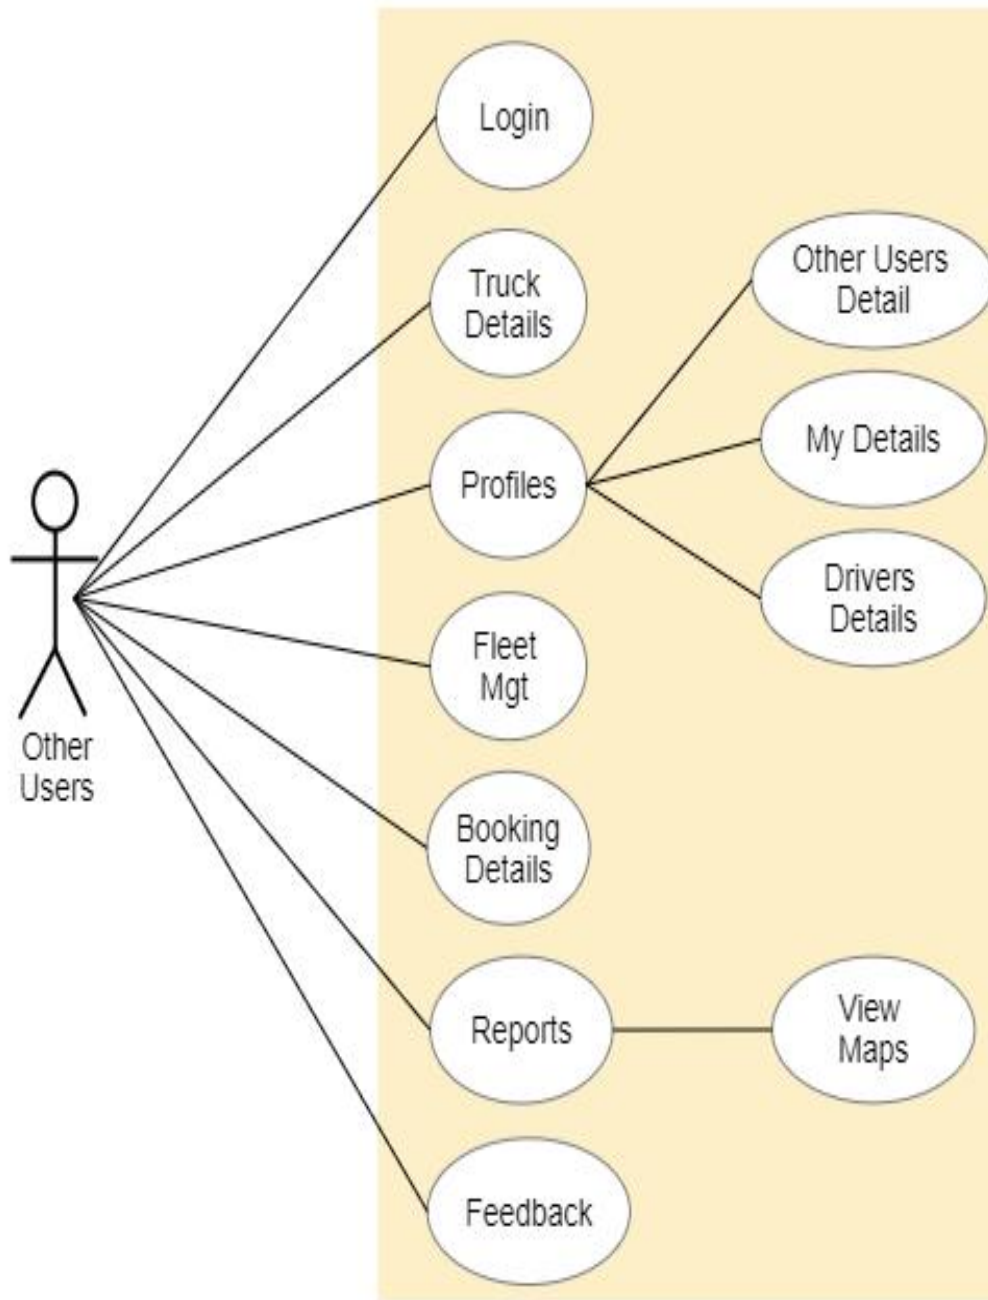 Login
Truck
Details
Profiles
Fleet
Mgt
Booking
Details
Reports
Feedback
Other Users
Detail
My Details
Drivers
Details
View
Maps
Other
Users